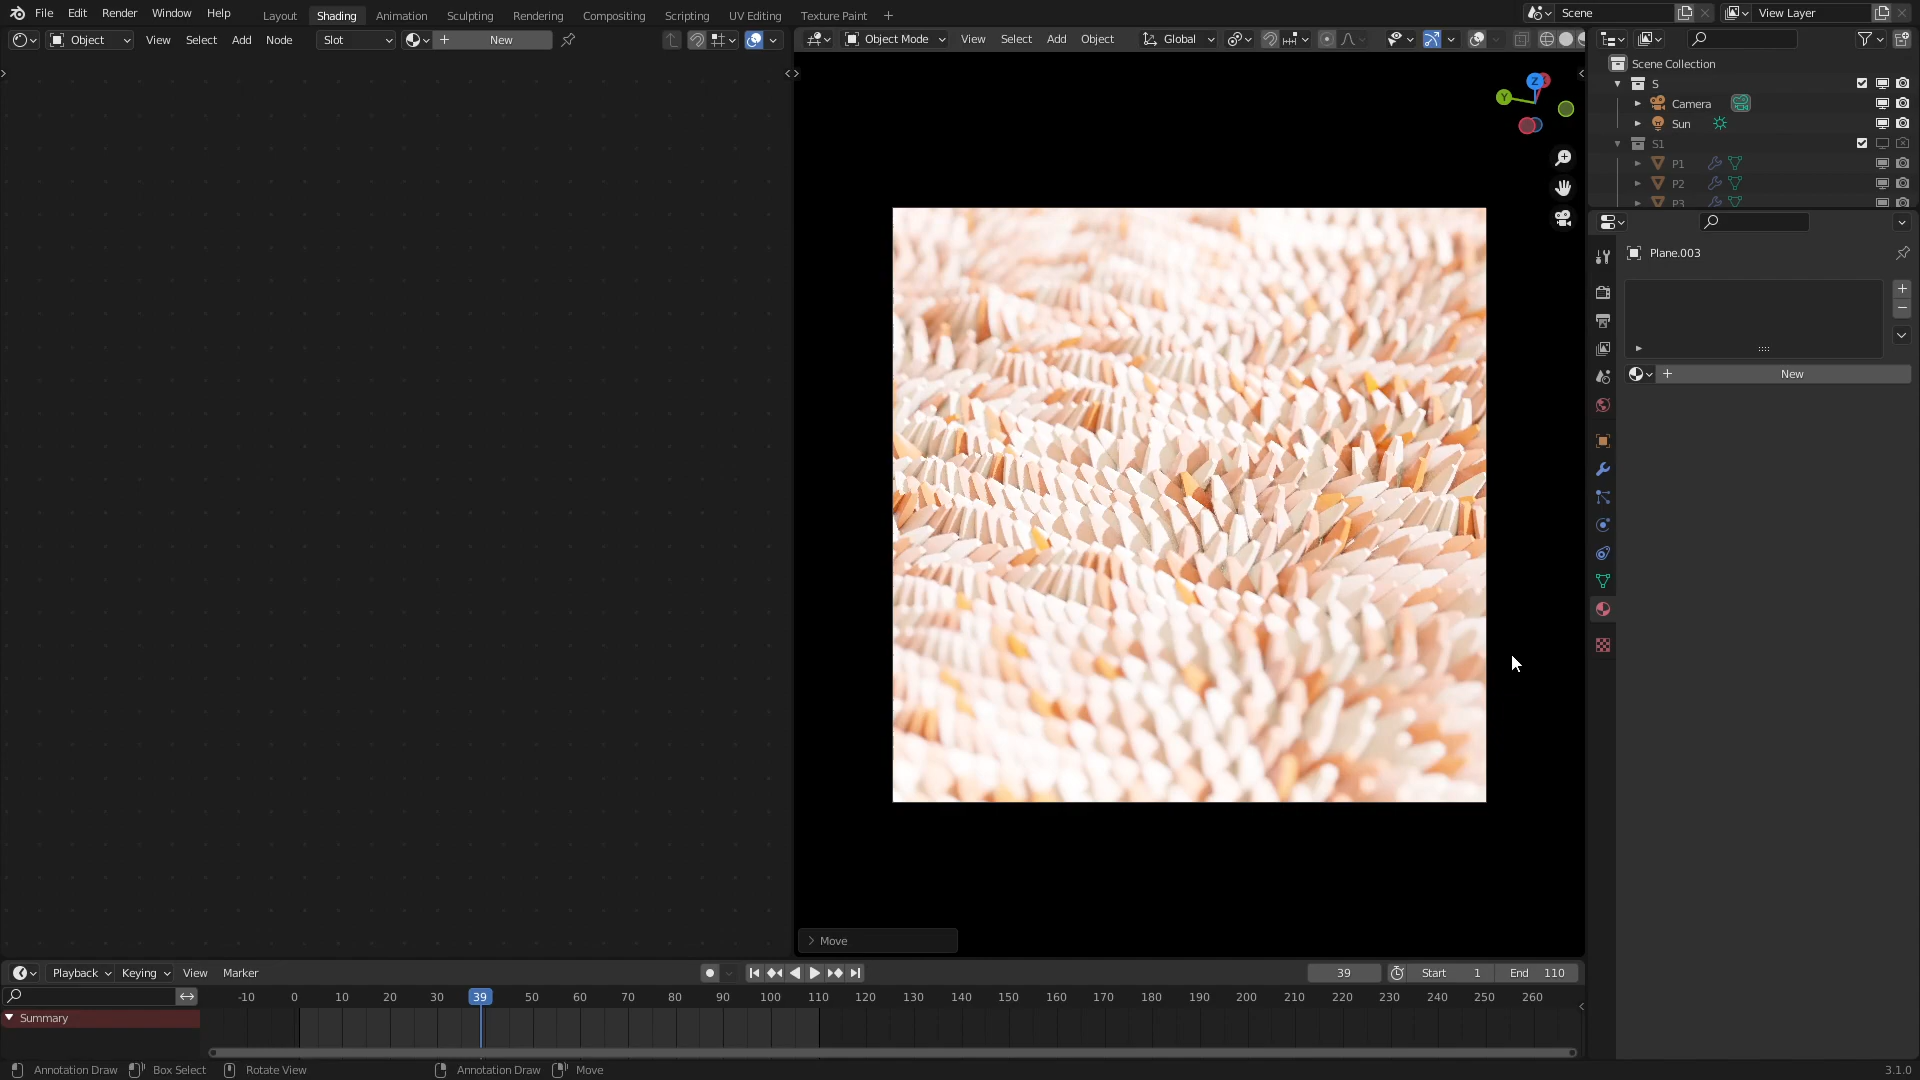 File Edit Render Window Help Layout Shading Animation Sculpting Rendering Compositing Scripting UV Editing Texture Paint + Scene View Layer
Object View Select Add Node Slot + New Object Mode View Select Add Object Global
Scene Collection
S
Camera
Sun
S1
P1
P2
P3
Z
Y
Plane.003
+ New
Move
Playback Keying View Marker 39 Start 1 End 110
-10 0 10 20 30 39 50 60 70 80 90 100 110 120 130 140 150 160 170 180 190 200 210 220 230 240 250 260
Summary
Annotation Draw Box Select Rotate View Annotation Draw Move 3.1.0